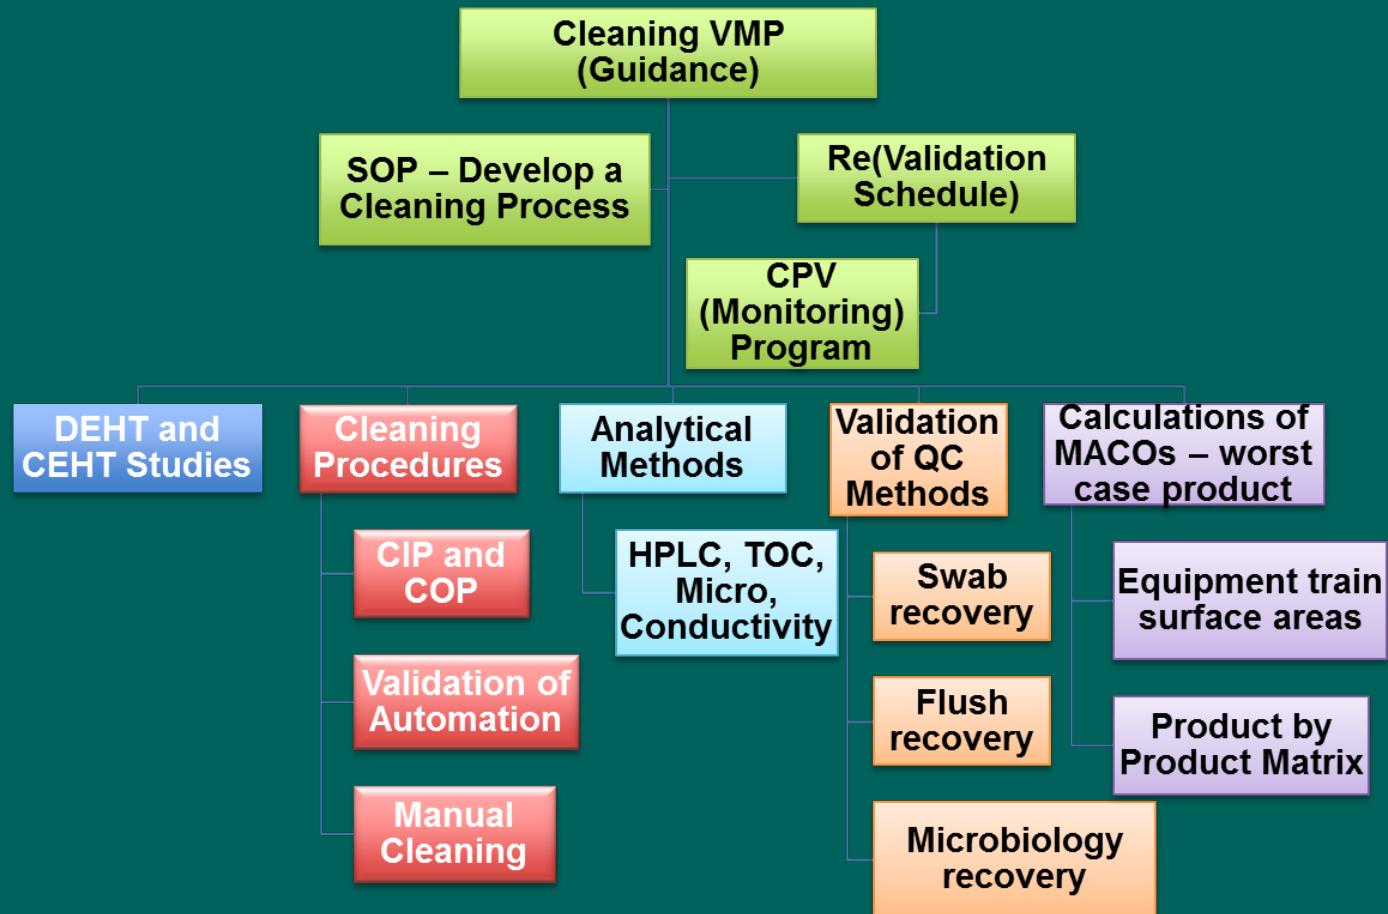 Cleaning VMP
(Guidance)
SOP – Develop a
Cleaning Process
Re(Validation
Schedule)
CPV
(Monitoring)
Program
DEHT and
CEHT Studies
Cleaning
Procedures
CIP and
COP
Validation of
Automation
Manual
Cleaning
Analytical
Methods
HPLC, TOC,
Micro,
Conductivity
Validation
of QC
Methods
Swab
recovery
Flush
recovery
Microbiology
recovery
Calculations of
MACOs – worst
case product
Equipment train
surface areas
Product by
Product Matrix